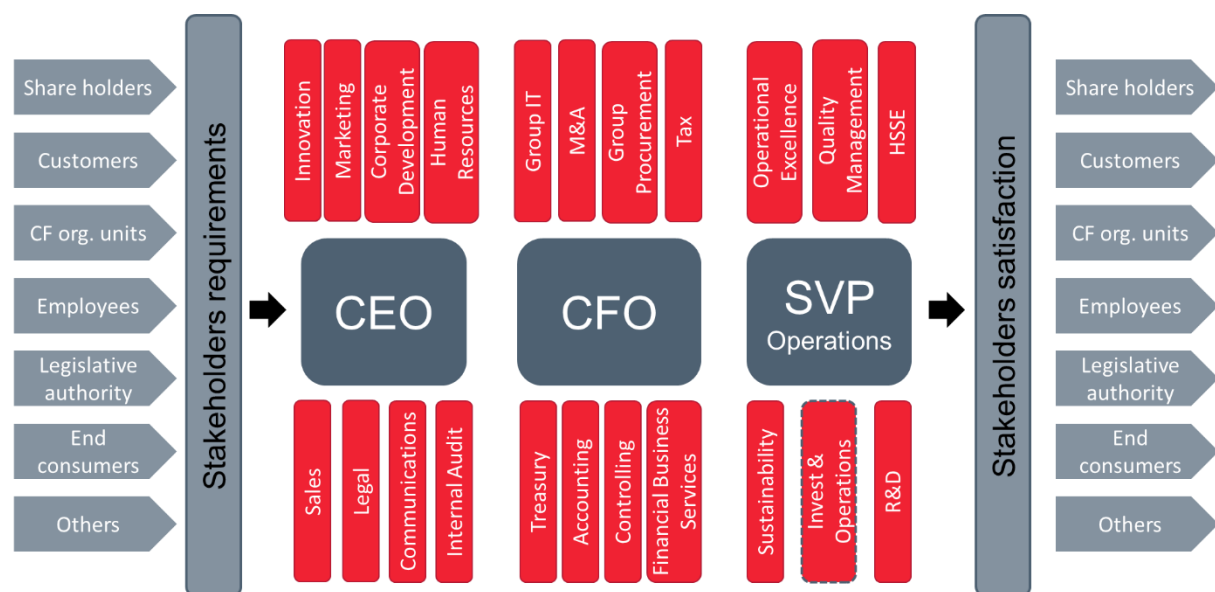 Share holders
Customers
CF org. units
Employees
Legislative
authority
End
consumers
Others
Stakeholders requirements
Innovation
Marketing
Corporate
Development
Human
Resources
Group IT
M&A
Group
Procurement
Tax
Operational
Excellence
Quality
Management
HSSE
CEO
CFO
SVP
Operations
Sales
Legal
Communications
Internal Audit
Treasury
Accounting
Controlling
Financial Business
Services
Sustainability
Invest &
Operations
R&D
Stakeholders satisfaction
Share holders
Customers
CF org. units
Employees
Legislative
authority
End
consumers
Others